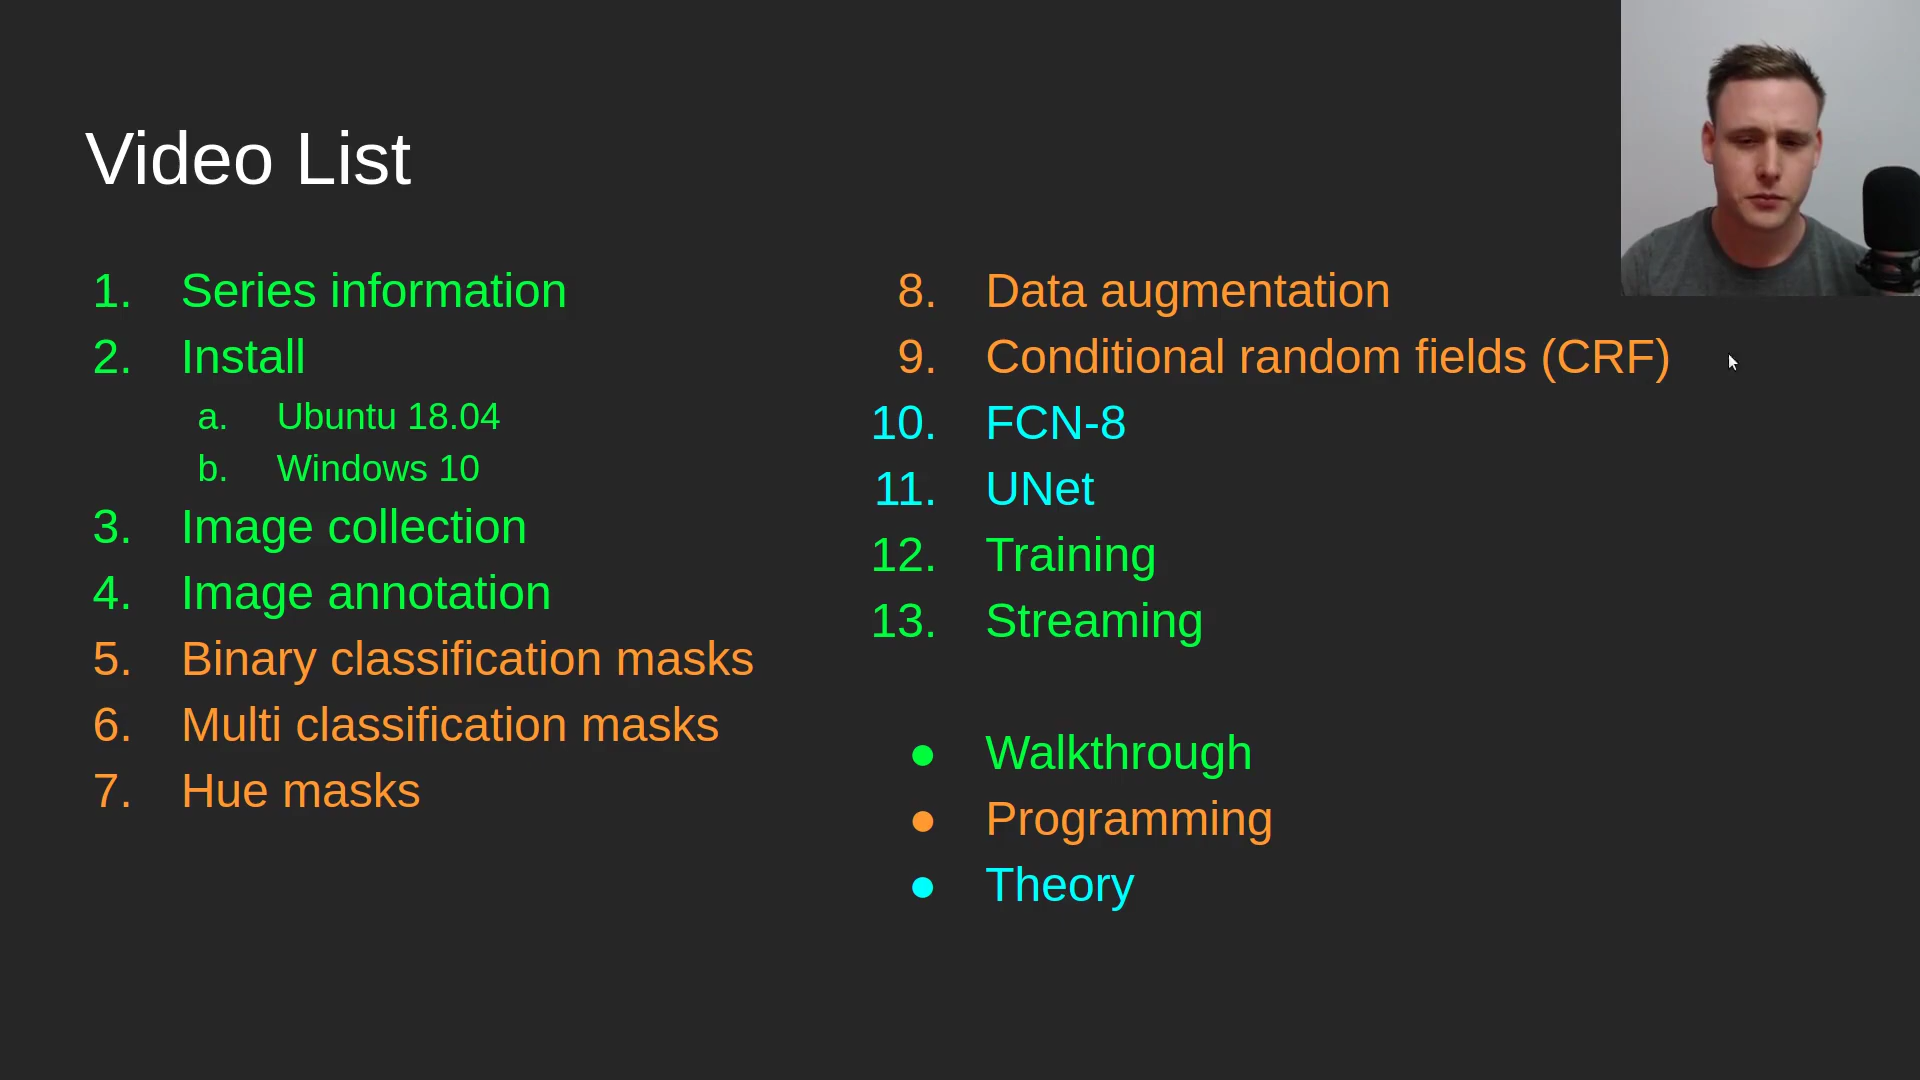 Video List
1. Series information
2. Install
a. Ubuntu 18.04
b. Windows 10
3. Image collection
4. Image annotation
5. Binary classification masks
6. Multi classification masks
7. Hue masks
8. Data augmentation
9. Conditional random fields (CRF)
10. FCN-8
11. UNet
12. Training
13. Streaming
● Walkthrough
● Programming
● Theory